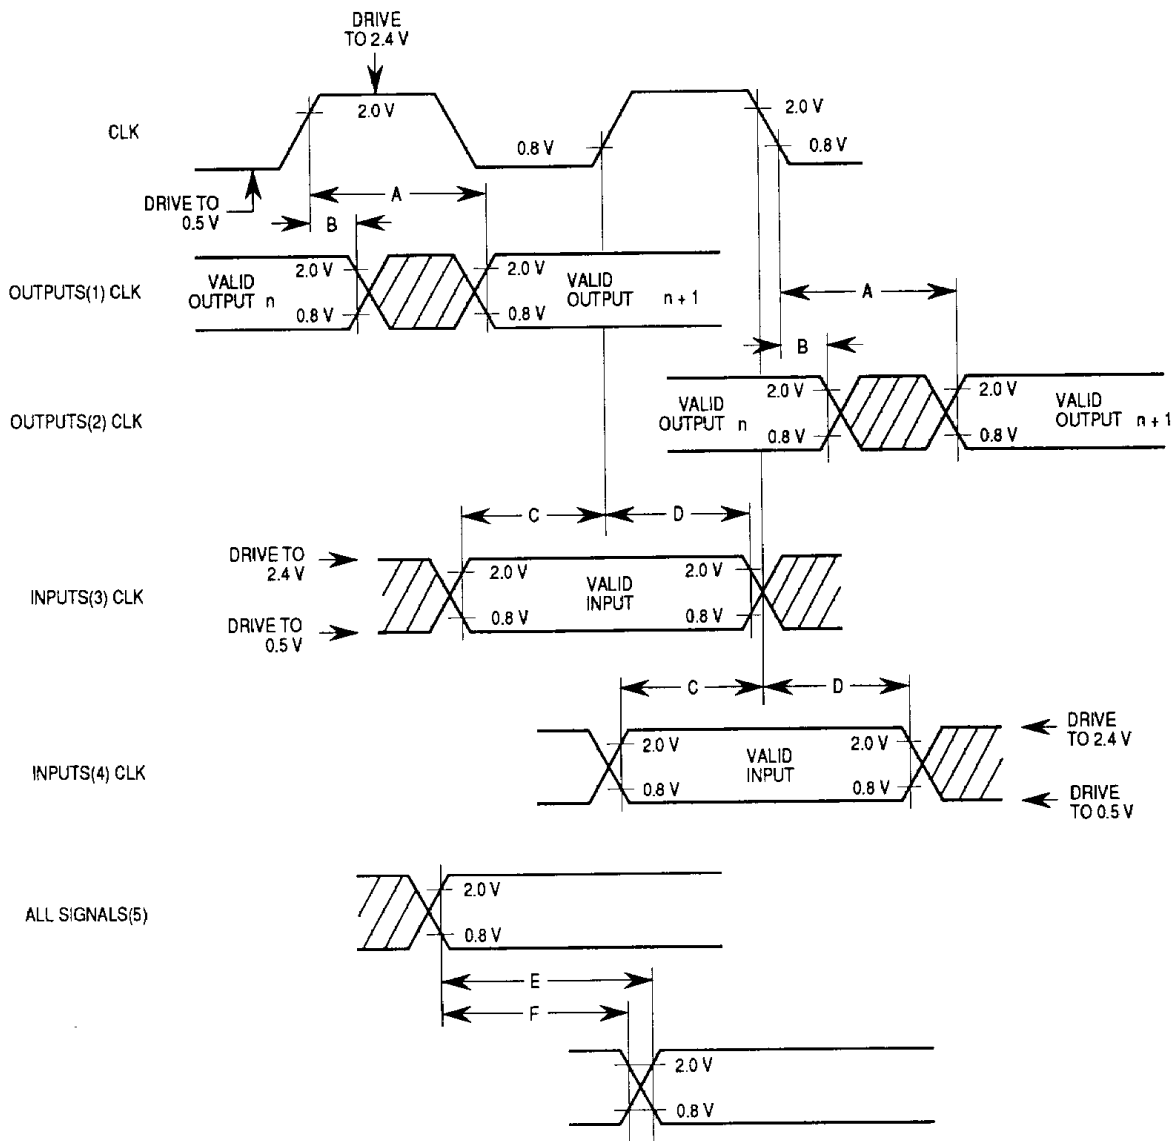 DRIVE
TO 2.4 V
CLK
2.0 V
0.8 V
2.0 V
0.8 V
DRIVE TO
0.5 V
A
B
OUTPUTS(1) CLK
VALID
OUTPUT n
2.0 V
0.8 V
2.0 V
0.8 V
VALID
OUTPUT n + 1
A
B
OUTPUTS(2) CLK
VALID
OUTPUT n
2.0 V
0.8 V
2.0 V
0.8 V
VALID
OUTPUT n + 1
C
D
DRIVE TO
2.4 V
INPUTS(3) CLK
DRIVE TO
0.5 V
2.0 V
0.8 V
VALID
INPUT
2.0 V
0.8 V
C
D
INPUTS(4) CLK
2.0 V
0.8 V
VALID
INPUT
2.0 V
0.8 V
DRIVE
TO 2.4 V
DRIVE
TO 0.5 V
ALL SIGNALS(5)
2.0 V
0.8 V
E
F
2.0 V
0.8 V